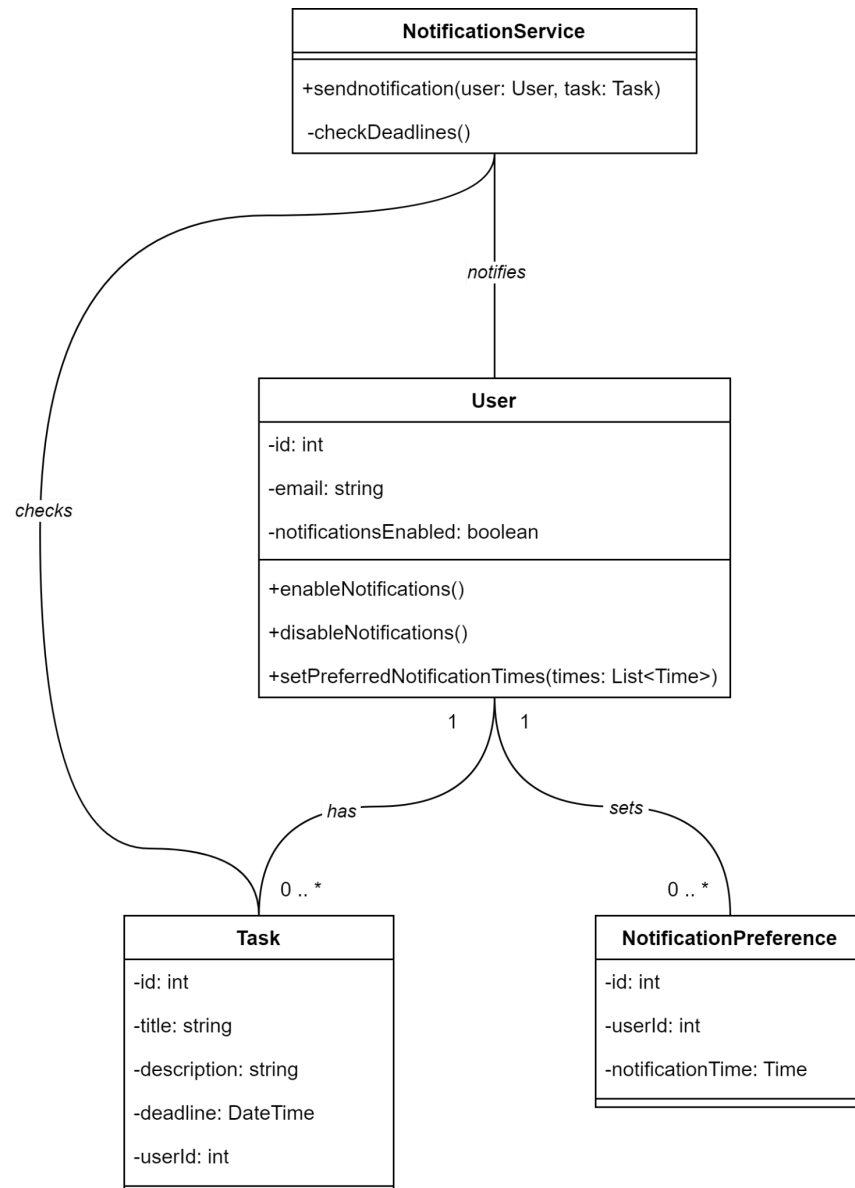 NotificationService
+sendnotification(user: User, task: Task)
-checkDeadlines()
notifies
checks
User
-id: int
-email: string
-notificationsEnabled: boolean
+enableNotifications()
+disableNotifications()
+setPreferredNotificationTimes(times: List<Time>)
1
1
has
sets
0 .. *
0 .. *
Task
-id: int
-title: string
-description: string
-deadline: DateTime
-userId: int
NotificationPreference
-id: int
-userId: int
-notificationTime: Time